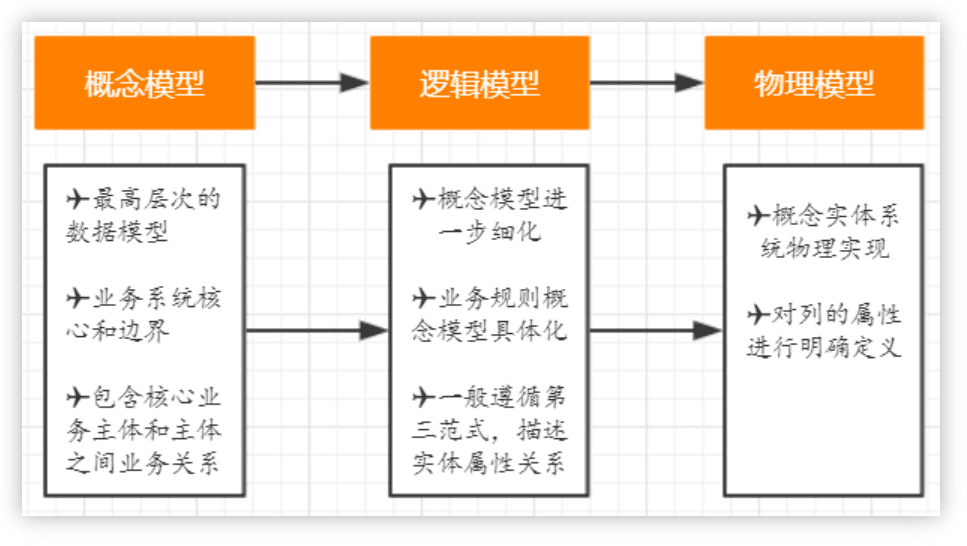 概念模型
逻辑模型
物理模型
✈最高层次的
数据模型
✈业务系统核
心和边界
✈包含核心业
务主体和主体
之间业务关系
✈概念模型进
一步细化
✈业务规则概
念模型具体化
✈一般遵循第
三范式，描述
实体属性关系
✈概念实体系
统物理实现
✈对列的属性
进行明确定义